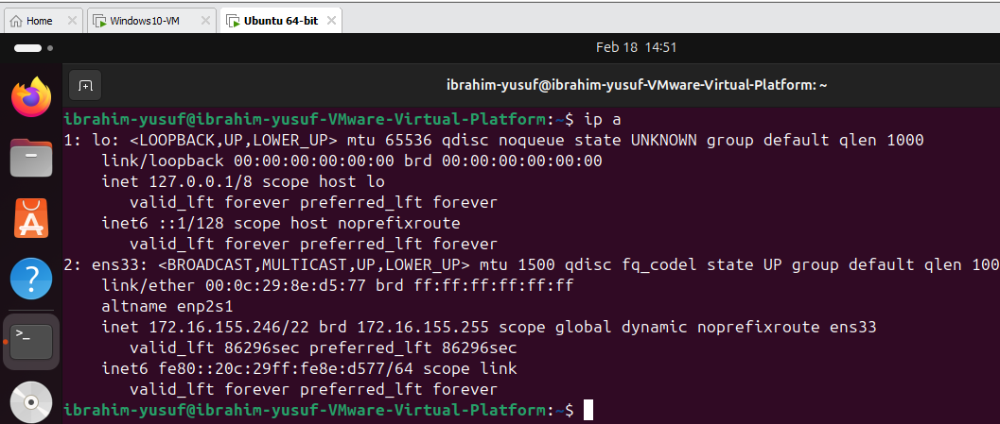 Home
Windows10-VM
Ubuntu 64-bit
Feb 18 14:51
ibrahim-yusuf@ibrahim-yusuf-VMware-Virtual-Platform: ~
ibrahim-yusuf@ibrahim-yusuf-VMware-Virtual-Platform:~$ ip a
1: lo: <LOOPBACK,UP,LOWER_UP> mtu 65536 qdisc noqueue state UNKNOWN group default qlen 1000
    link/loopback 00:00:00:00:00:00 brd 00:00:00:00:00:00
    inet 127.0.0.1/8 scope host lo
       valid_lft forever preferred_lft forever
    inet6 ::1/128 scope host noprefixroute
       valid_lft forever preferred_lft forever
2: ens33: <BROADCAST,MULTICAST,UP,LOWER_UP> mtu 1500 qdisc fq_codel state UP group default qlen 100
    link/ether 00:0c:29:8e:d5:77 brd ff:ff:ff:ff:ff:ff
    altname enp2s1
    inet 172.16.155.246/22 brd 172.16.155.255 scope global dynamic noprefixroute ens33
       valid_lft 86296sec preferred_lft 86296sec
    inet6 fe80::20c:29ff:fe8e:d577/64 scope link
       valid_lft forever preferred_lft forever
ibrahim-yusuf@ibrahim-yusuf-VMware-Virtual-Platform:~$